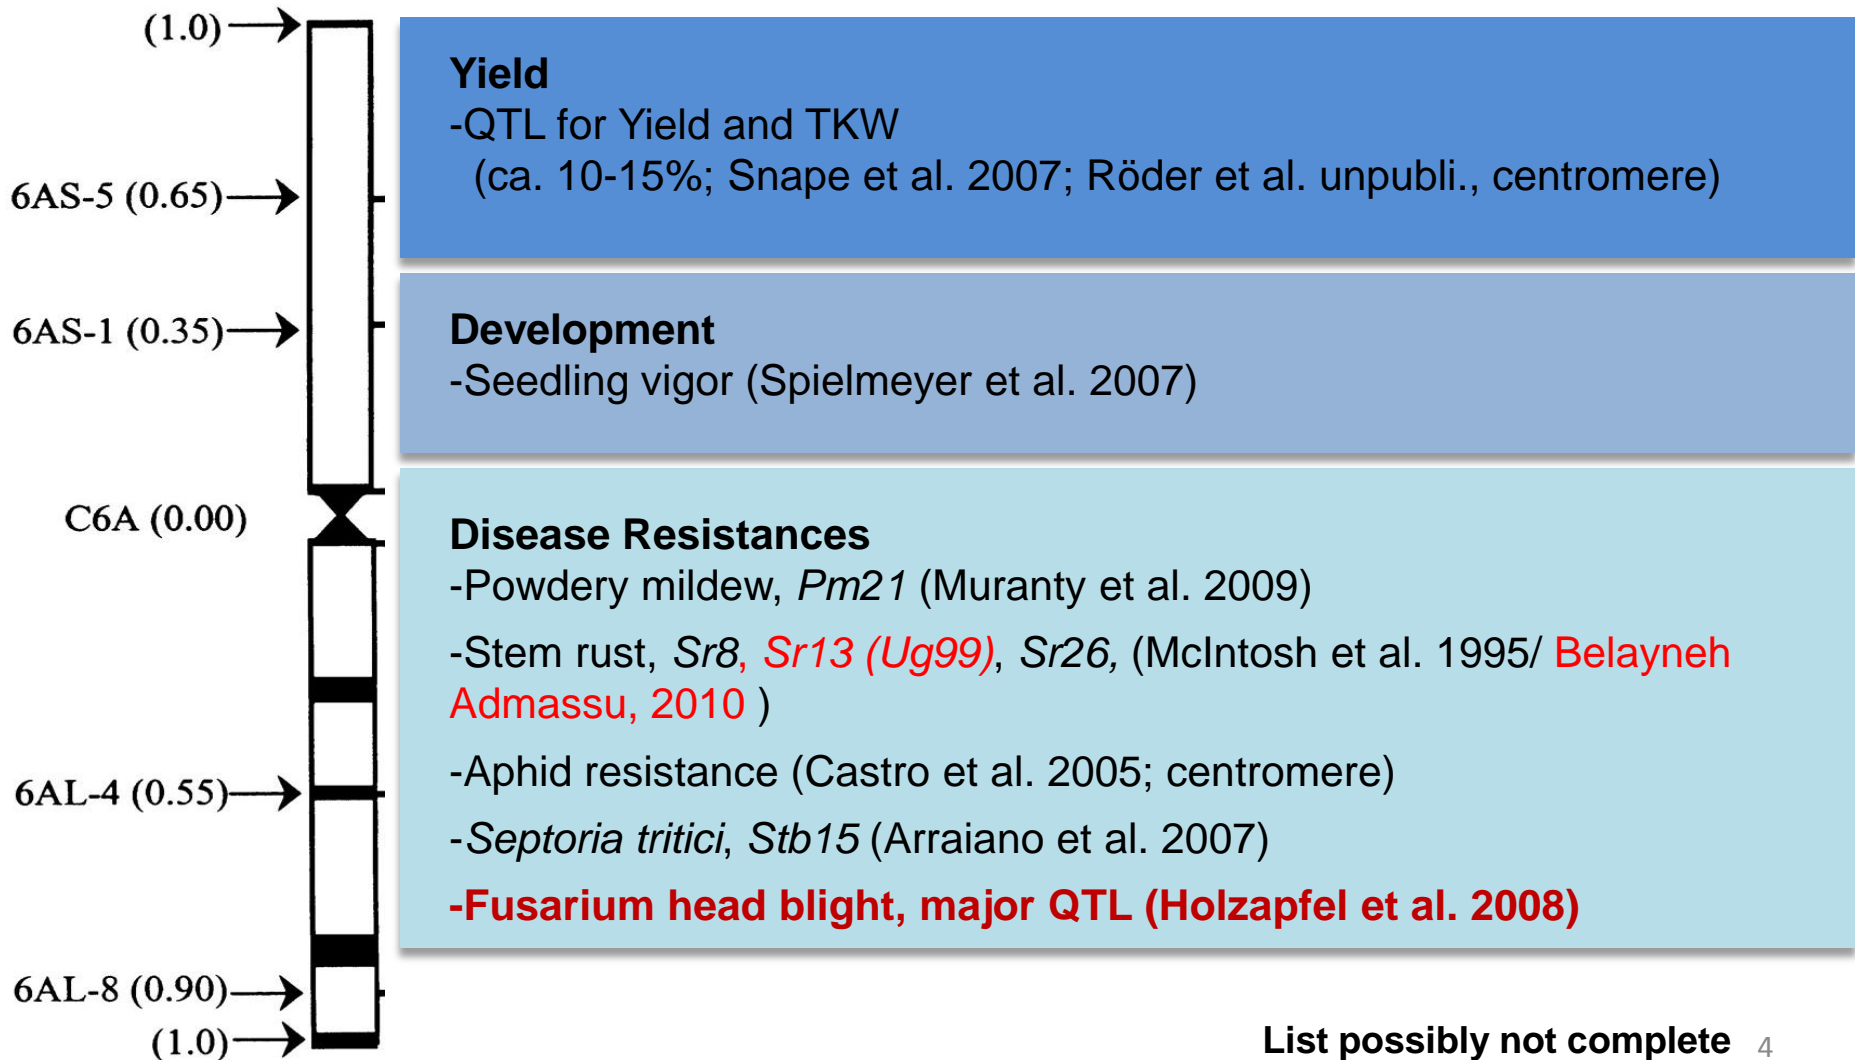 (1.0)
6AS-5 (0.65)
6AS-1 (0.35)
C6A (0.00)
6AL-4 (0.55)
6AL-8 (0.90)
(1.0)
Yield
-QTL for Yield and TKW
(ca. 10-15%; Snape et al. 2007; Röder et al. unpubli., centromere)
Development
-Seedling vigor (Spielmeyer et al. 2007)
Disease Resistances
-Powdery mildew, Pm21 (Muranty et al. 2009)
-Stem rust, Sr8, Sr13 (Ug99), Sr26, (McIntosh et al. 1995/ Belayneh
Admassu, 2010 )
-Aphid resistance (Castro et al. 2005; centromere)
-Septoria tritici, Stb15 (Arraiano et al. 2007)
-Fusarium head blight, major QTL (Holzapfel et al. 2008)
List possibly not complete 4